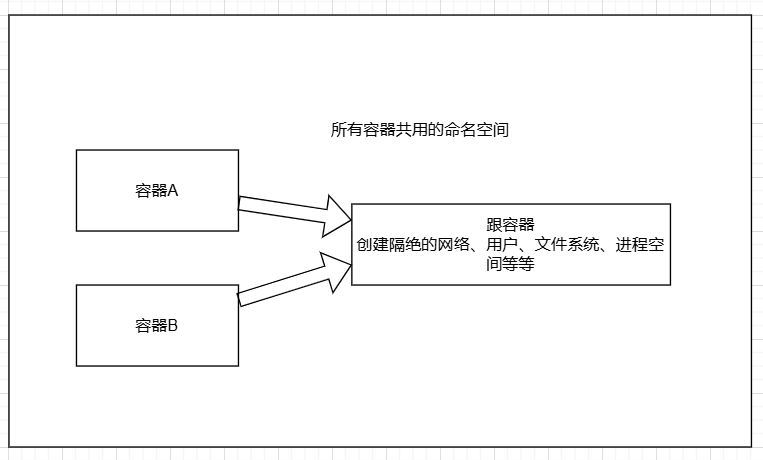 所有容器共用的命名空间
容器A
跟容器
创建隔绝的网络、用户、文件系统、进程空
间等等
容器B